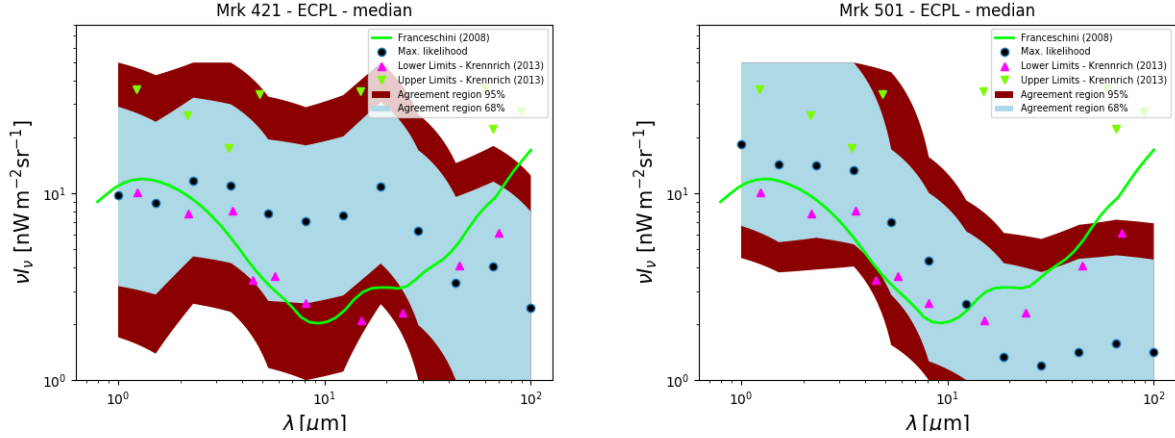 Mrk 421 - ECPL - median
Franceschini (2008)
Max. likelihood
Lower Limits - Krennrich (2013)
Upper Limits - Krennrich (2013)
Agreement region 95%
Agreement region 68%
νIν [nW m⁻²sr⁻¹]
10¹
10⁰
10⁰
10¹
10²
λ [μm]
Mrk 501 - ECPL - median
Franceschini (2008)
Max. likelihood
Lower Limits - Krennrich (2013)
Upper Limits - Krennrich (2013)
Agreement region 95%
Agreement region 68%
νIν [nW m⁻²sr⁻¹]
10¹
10⁰
10⁰
10¹
10²
λ [μm]